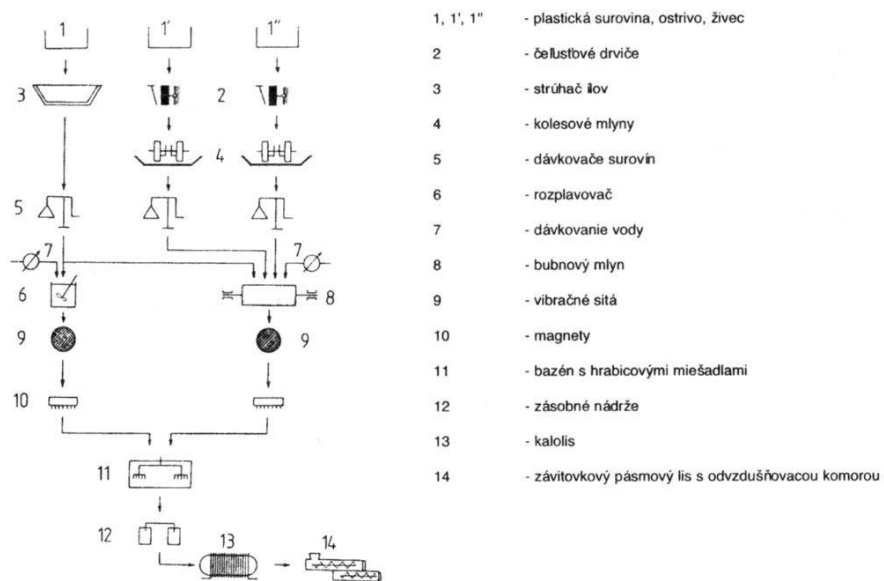 1 1' 1"
3
2
4
5
7
7
6
8
9
9
10
11
12
13
14
1, 1', 1" - plastická surovina, ostrivo, živec
2 - čeľusťové drviče
3 - strúhač ílov
4 - kolesové mlyny
5 - dávkovače surovín
6 - rozplavovač
7 - dávkovanie vody
8 - bubnový mlyn
9 - vibračné sitá
10 - magnety
11 - bazén s hrabicovými miešadlami
12 - zásobné nádrže
13 - kalolis
14 - závitovkový pásmový lis s odvzdušňovacou komorou